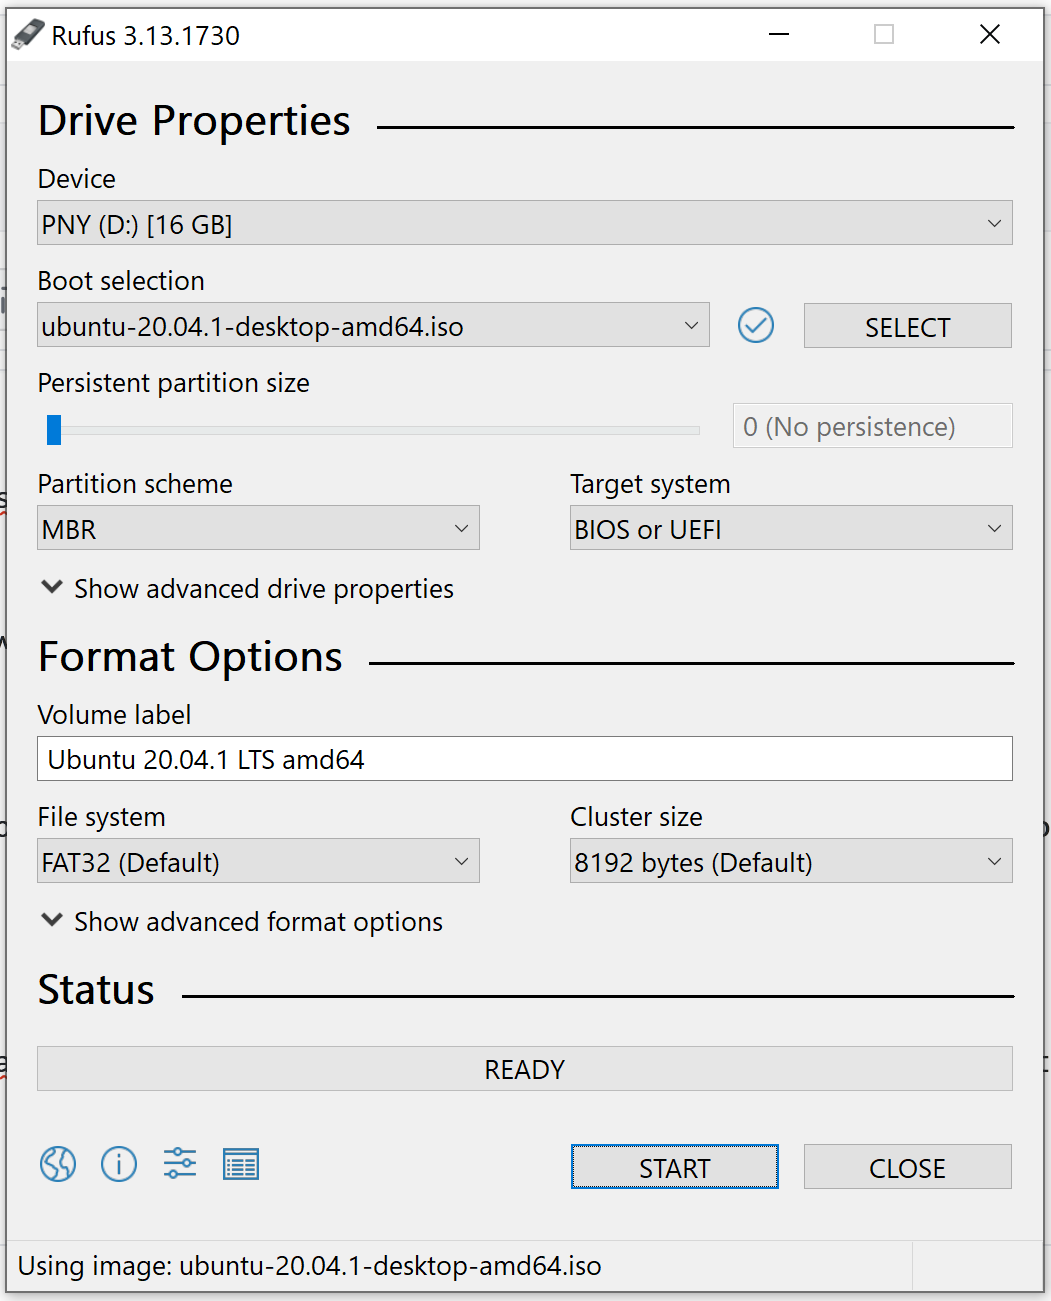 Rufus 3.13.1730
Drive Properties
Device
PNY (D:) [16 GB]
Boot selection
ubuntu-20.04.1-desktop-amd64.iso
SELECT
Persistent partition size
0 (No persistence)
Partition scheme
Target system
MBR
BIOS or UEFI
Show advanced drive properties
Format Options
Volume label
Ubuntu 20.04.1 LTS amd64
File system
Cluster size
FAT32 (Default)
8192 bytes (Default)
Show advanced format options
Status
READY
START
CLOSE
Using image: ubuntu-20.04.1-desktop-amd64.iso